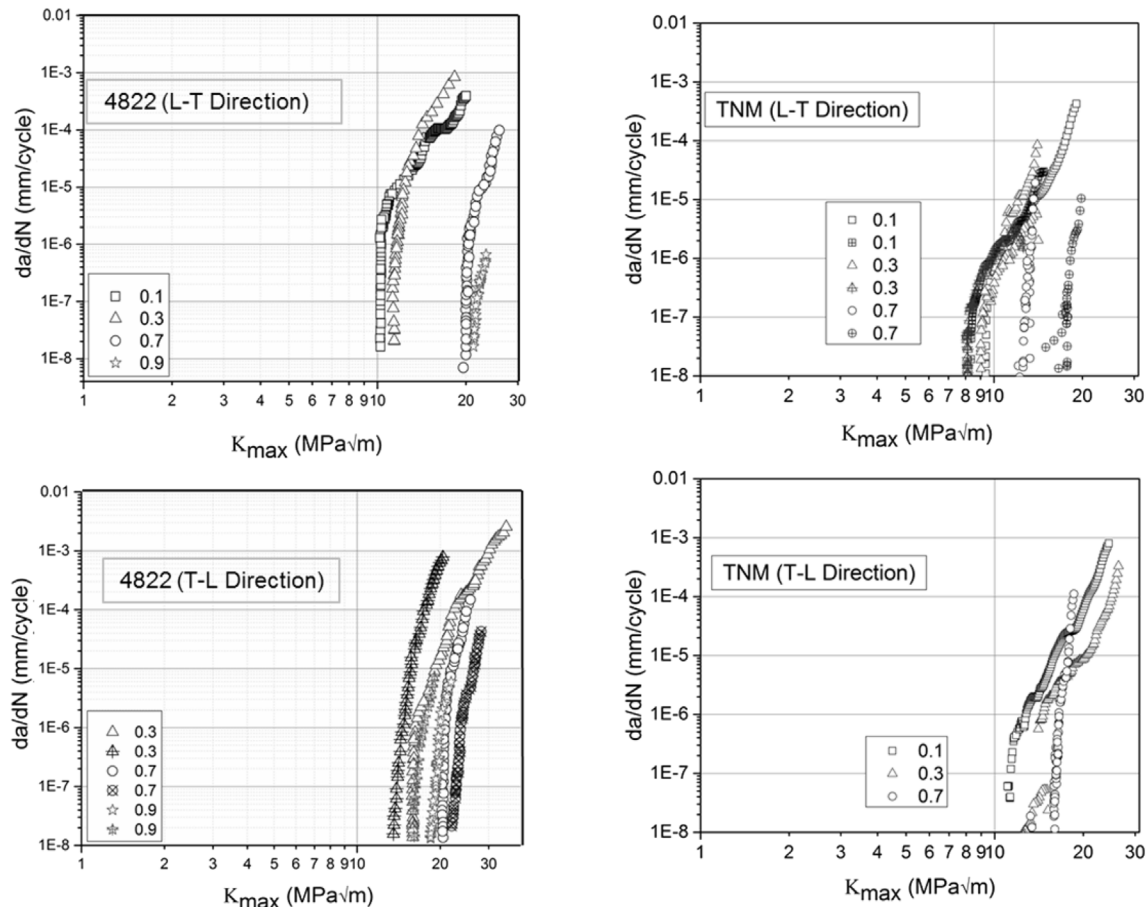 0.01
1E-3
1E-4
1E-5
1E-6
1E-7
1E-8
da/dN (mm/cycle)
4822 (L-T Direction)
0.1
0.3
0.7
0.9
1 2 3 4 5 6 7 8 9 10 20 30
Kmax (MPa√m)
0.01
1E-3
1E-4
1E-5
1E-6
1E-7
1E-8
da/dN (mm/cycle)
TNM (L-T Direction)
0.1
0.1
0.3
0.3
0.7
0.7
1 2 3 4 5 6 7 8 9 10 20 30
Kmax (MPa√m)
0.01
1E-3
1E-4
1E-5
1E-6
1E-7
1E-8
da/dN (mm/cycle)
4822 (T-L Direction)
0.3
0.3
0.7
0.7
0.9
0.9
1 2 3 4 5 6 7 8 9 10 20 30
Kmax (MPa√m)
0.01
1E-3
1E-4
1E-5
1E-6
1E-7
1E-8
da/dN (mm/cycle)
TNM (T-L Direction)
0.1
0.3
0.7
1 2 3 4 5 6 7 8 9 10 20 30
Kmax (MPa√m)